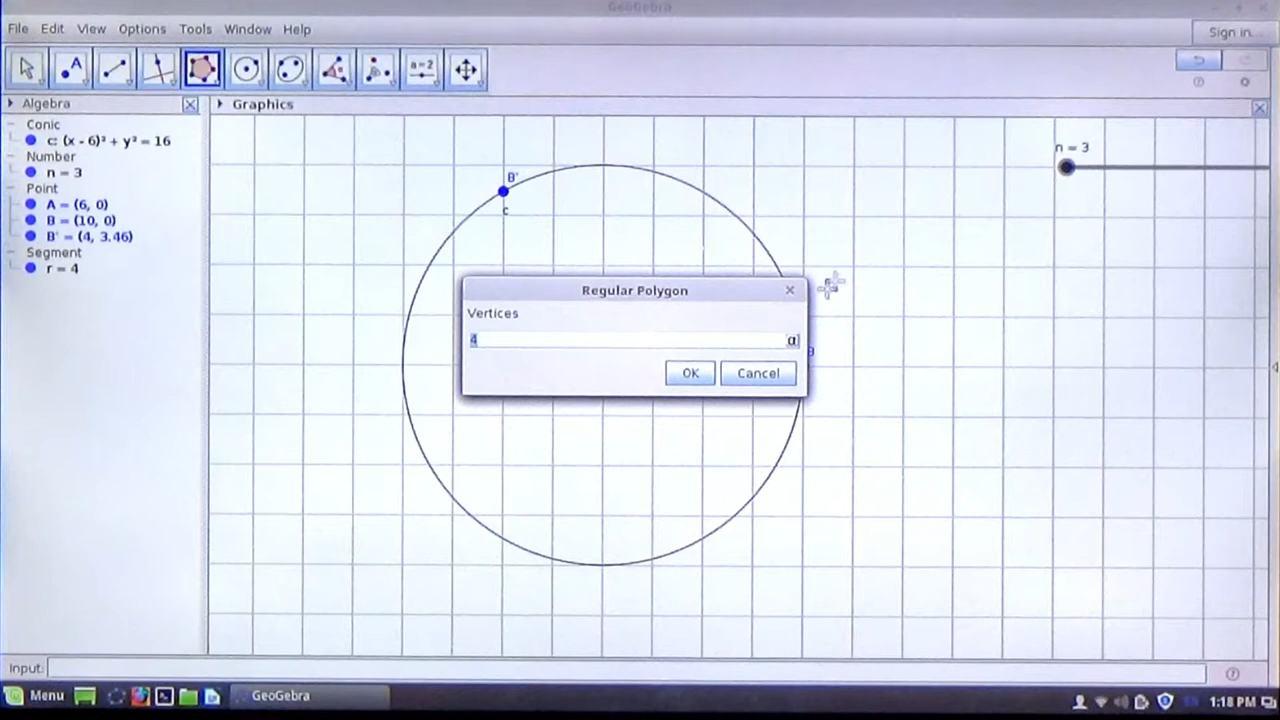 GeoGebra
File Edit View Options Tools Window Help
Sign in...
A
a=2
Algebra
Graphics
Conic
c: (x - 6)² + y² = 16
Number
n = 3
Point
A = (6, 0)
B = (10, 0)
B' = (4, 3.46)
Segment
r = 4
n = 3
B'
c
B
Regular Polygon
Vertices
4
α
OK
Cancel
Input:
Menu
GeoGebra
1:18 PM